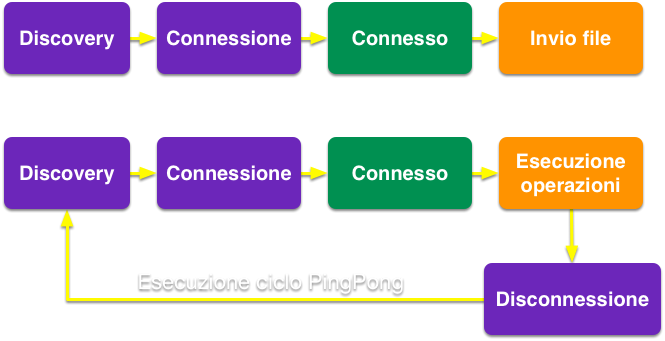 Discovery
Connessione
Connesso
Invio file
Discovery
Connessione
Connesso
Esecuzione
operazioni
Esecuzione ciclo PingPong
Disconnessione